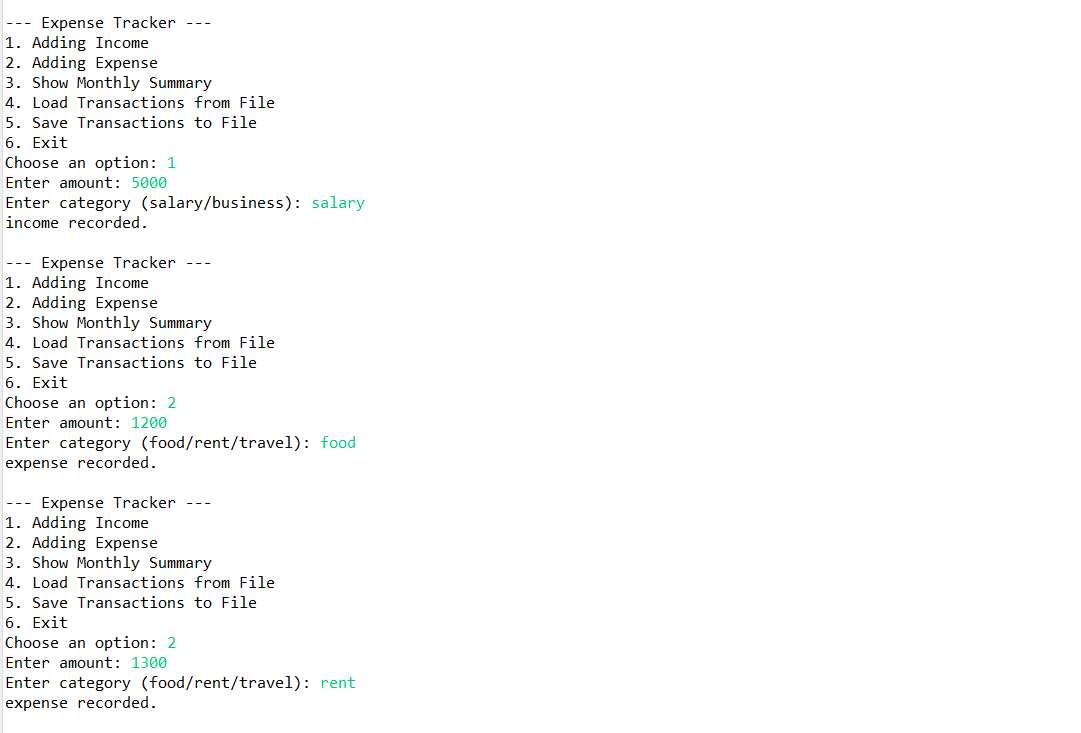 --- Expense Tracker ---
1. Adding Income
2. Adding Expense
3. Show Monthly Summary
4. Load Transactions from File
5. Save Transactions to File
6. Exit
Choose an option: 1
Enter amount: 5000
Enter category (salary/business): salary
income recorded.
--- Expense Tracker ---
1. Adding Income
2. Adding Expense
3. Show Monthly Summary
4. Load Transactions from File
5. Save Transactions to File
6. Exit
Choose an option: 2
Enter amount: 1200
Enter category (food/rent/travel): food
expense recorded.
--- Expense Tracker ---
1. Adding Income
2. Adding Expense
3. Show Monthly Summary
4. Load Transactions from File
5. Save Transactions to File
6. Exit
Choose an option: 2
Enter amount: 1300
Enter category (food/rent/travel): rent
expense recorded.